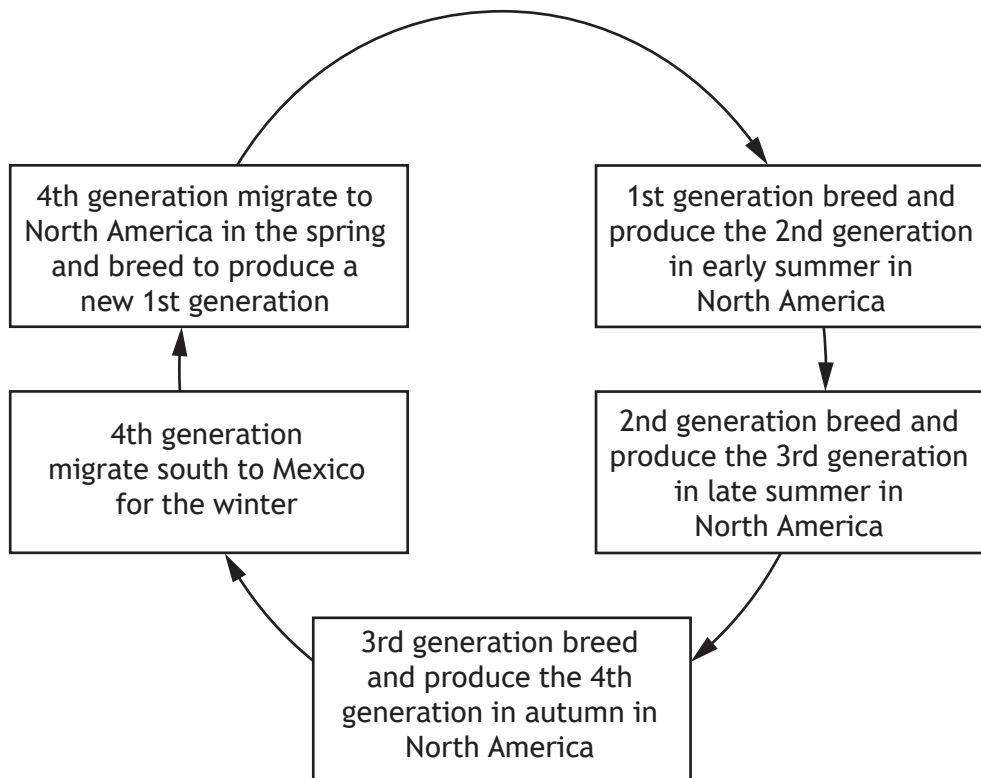 4th generation migrate to
North America in the spring
and breed to produce a
new 1st generation
1st generation breed and
produce the 2nd generation
in early summer in
North America
2nd generation breed and
produce the 3rd generation
in late summer in
North America
3rd generation breed
and produce the 4th
generation in autumn in
North America
4th generation
migrate south to Mexico
for the winter